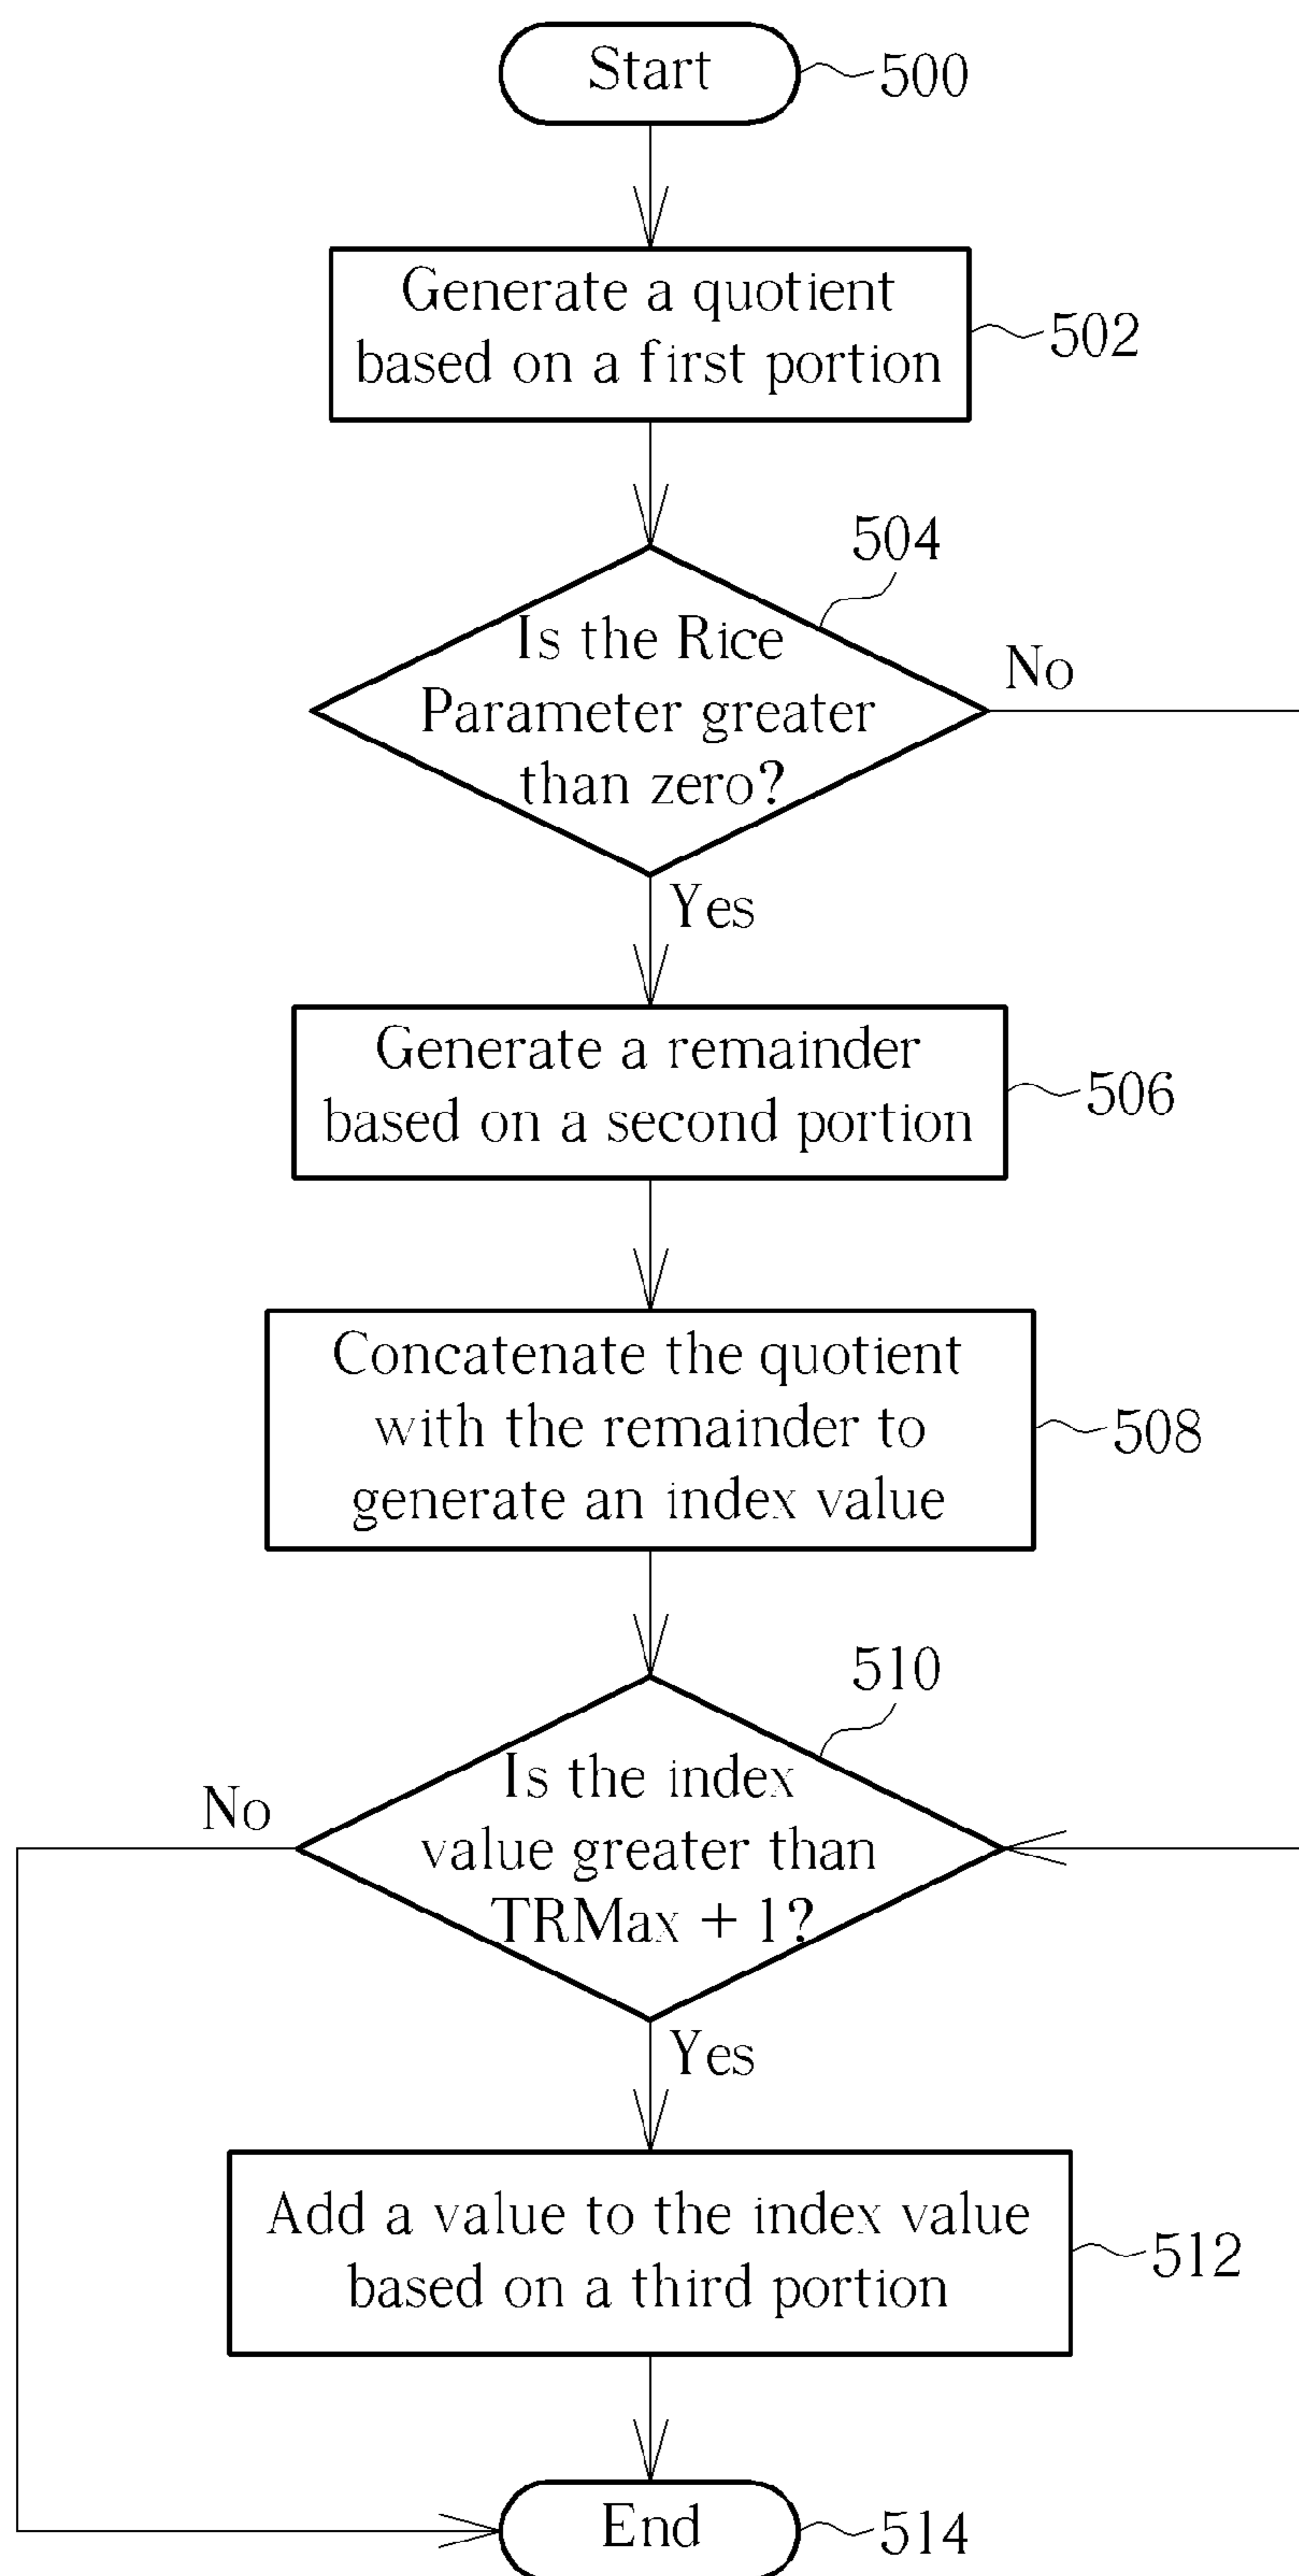 Start
500
Generate a quotient
based on a first portion
502
504
Is the Rice
Parameter greater
than zero?
No
Yes
Generate a remainder
based on a second portion
506
Concatenate the quotient
with the remainder to
generate an index value
508
510
Is the index
value greater than
TRMax + 1?
No
Yes
Add a value to the index value
based on a third portion
512
End
514